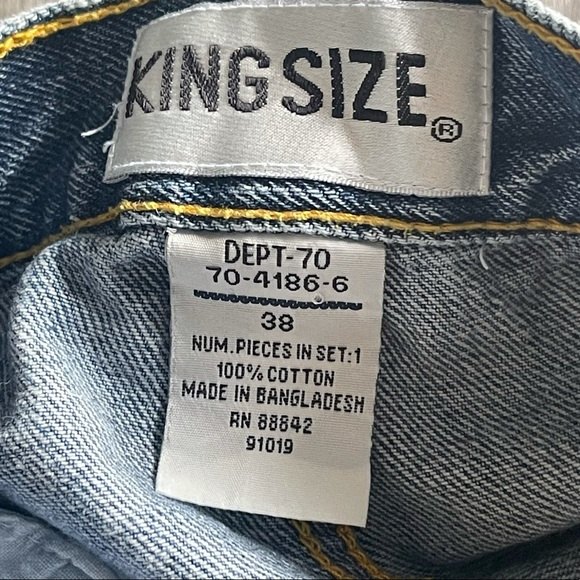 KINGSIZE®
DEPT-70
70-4186-6
38
NUM.PIECES IN SET:1
100% COTTON
MADE IN BANGLADESH
RN 88842
91019